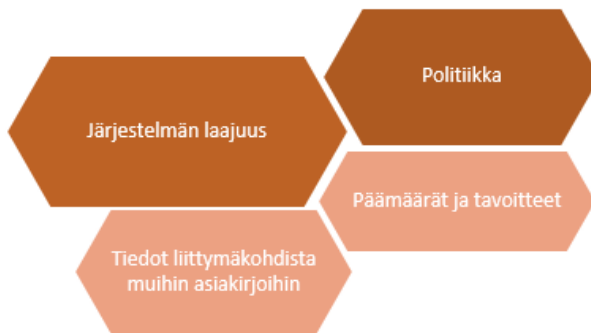 Politiikka
Järjestelmän laajuus
Päämäärät ja tavoitteet
Tiedot liittymäkohdista
muihin asiakirjoihin